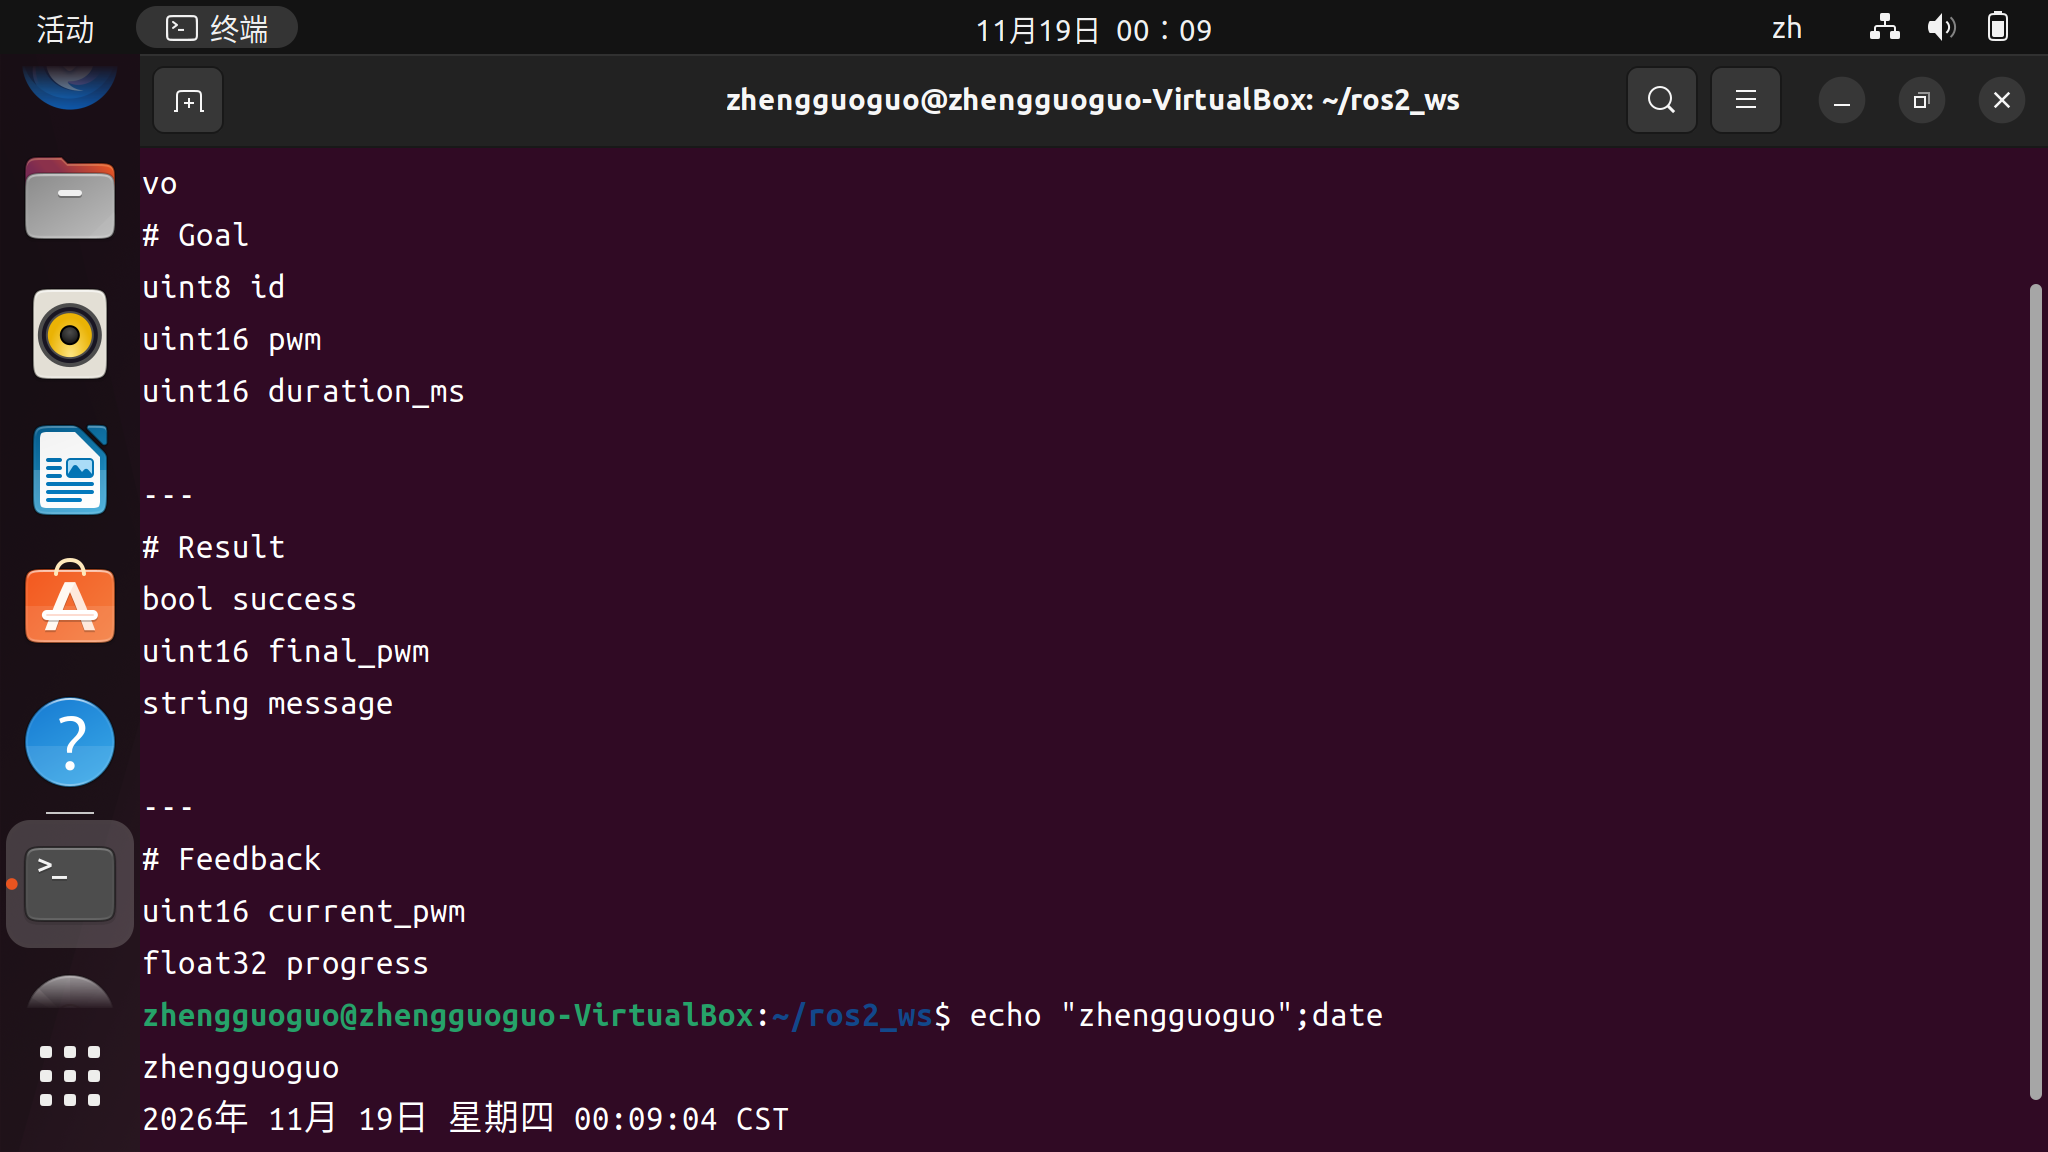 活动
终端
11月19日 00：09
zh
zhengguoguo@zhengguoguo-VirtualBox: ~/ros2_ws
vo
# Goal
uint8 id
uint16 pwm
uint16 duration_ms
---
# Result
bool success
uint16 final_pwm
string message
---
# Feedback
uint16 current_pwm
float32 progress
zhengguoguo@zhengguoguo-VirtualBox:~/ros2_ws$ echo "zhengguoguo";date
zhengguoguo
2026年 11月 19日 星期四 00:09:04 CST